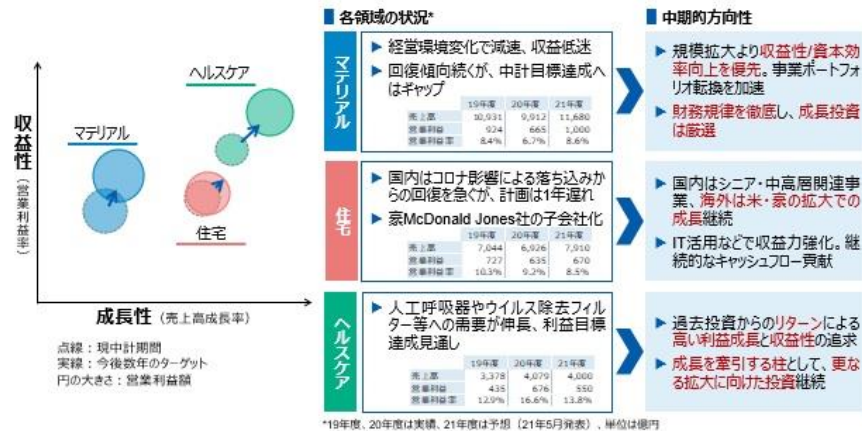 ヘルスケア
マテリアル
住宅
収益性（営業利益率）
成長性（売上高成長率）
点線：現中計期間
実線：今後数年のターゲット
円の大きさ：営業利益額
■ 各領域の状況*
マテリアル
▶ 経営環境変化で減速、収益低迷
▶ 回復傾向続くが、中計目標達成へ
はギャップ
19年度 20年度 21年度
売上高 10,931 9,912 11,680
営業利益 924 665 1,000
営業利益率 8.4% 6.7% 8.6%
住宅
▶ 国内はコロナ影響による落ち込みか
らの回復を急ぐが、計画は1年遅れ
▶ 豪McDonald Jones社の子会社化
19年度 20年度 21年度
売上高 7,044 6,926 7,910
営業利益 727 635 670
営業利益率 10.3% 9.2% 8.5%
ヘルスケア
▶ 人工呼吸器やウイルス除去フィル
ター等への需要が伸長、利益目標
達成見通し
19年度 20年度 21年度
売上高 3,378 4,079 4,000
営業利益 435 676 550
営業利益率 12.9% 16.6% 13.8%
■ 中期的方向性
▶ 規模拡大より収益性/資本効
率向上を優先。事業ポートフォ
リオ転換を加速
▶ 財務規律を徹底し、成長投資
は厳選
▶ 国内はシニア・中高層関連事
業、海外は米・豪の拡大での
成長継続
▶ IT活用などで収益力強化。継
続的なキャッシュフロー貢献
▶ 過去投資からのリターンによる
高い利益成長と収益性の追求
▶ 成長を牽引する柱として、更な
る拡大に向けた投資継続
*19年度、20年度は実績、21年度は予想（21年5月発表）、単位は億円